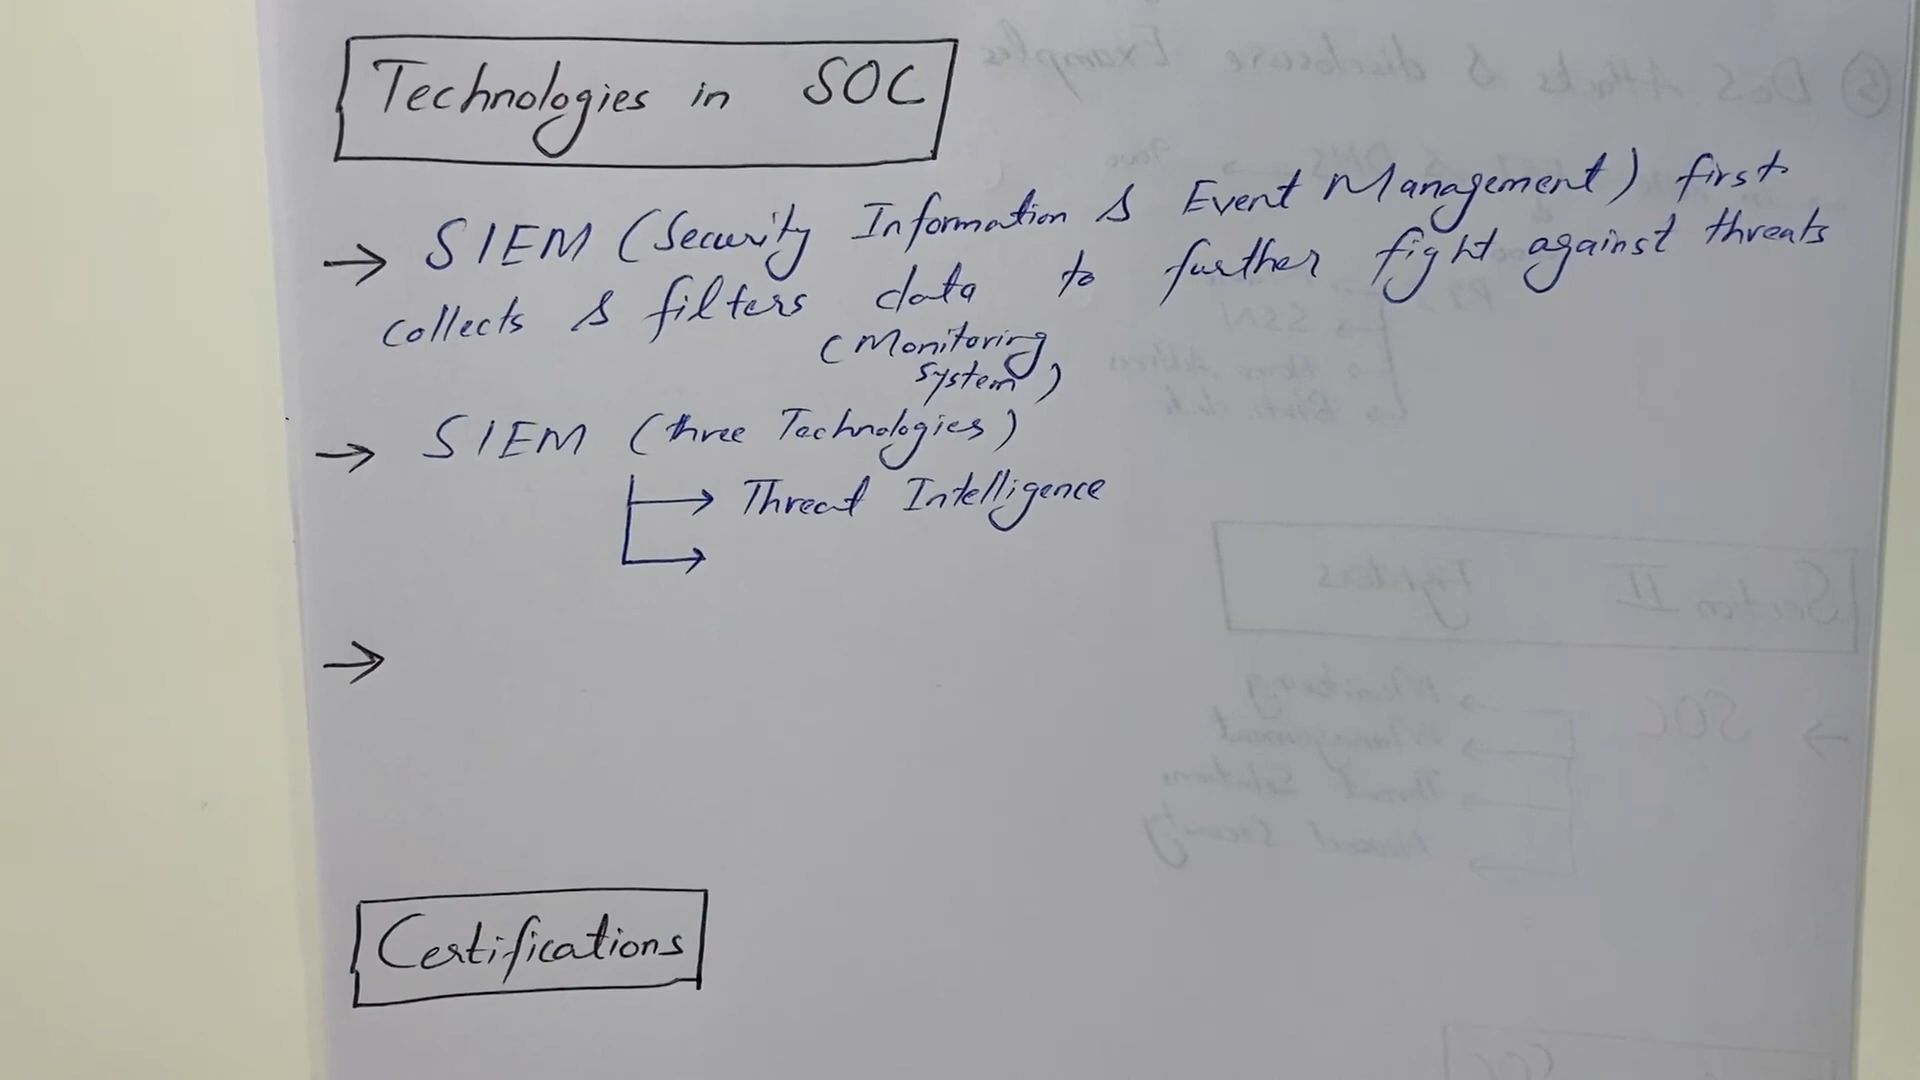 Technologies in SOC
→ SIEM (Security Information & Event Management) first
collects & filters data to further fight against threats
(Monitoring
system)
→ SIEM (three Technologies)
→ Threat Intelligence
→
→
Certifications